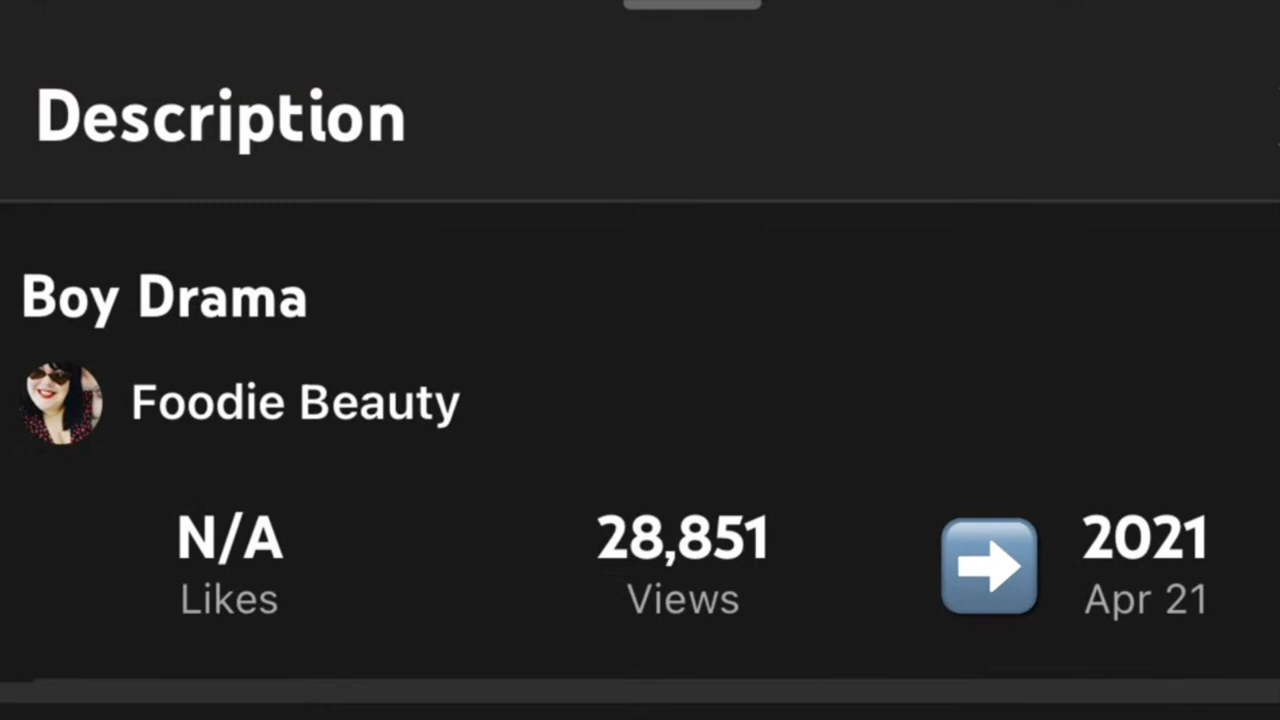 Description
Boy Drama
Foodie Beauty
N/A 28,851 2021
Likes Views Apr 21